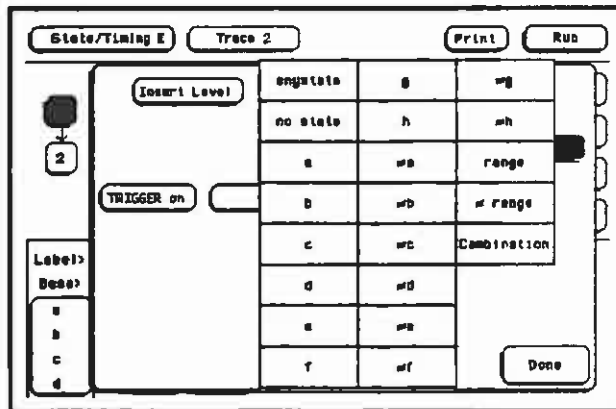 State/Timing E Trace 2 Print Run
Insert Level
anystate g ≠g
no state h ≠h
2
a ≠a range
TRIGGER on b ≠b ≠ range
c ≠c Combination
Label>
d ≠d
Base>
a e ≠e
b
c f ≠f Done
d